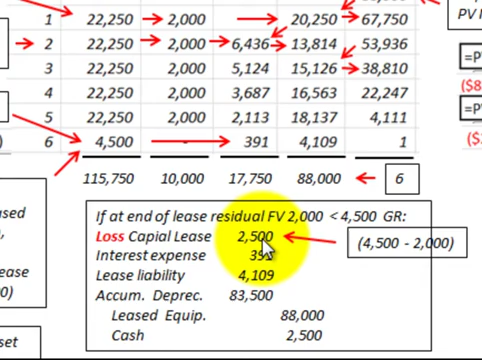 1 22,250 2,000 20,250 67,750
=P
2 22,250 2,000 6,436 13,814 53,936
3 22,250 2,000 5,124 15,126 38,810
($8
4 22,250 2,000 3,687 16,563 22,247
=P
5 22,250 2,000 2,113 18,137 4,111
6 4,500 - 391 4,109 1
115,750 10,000 17,750 88,000 6
If at end of lease residual FV 2,000 < 4,500 GR:
Loss Capial Lease 2,500 (4,500 - 2,000)
Interest expense
Lease liability 4,109
Accum. Deprec. 83,500
Leased Equip. 88,000
Cash 2,500
ased
ease
0)
set